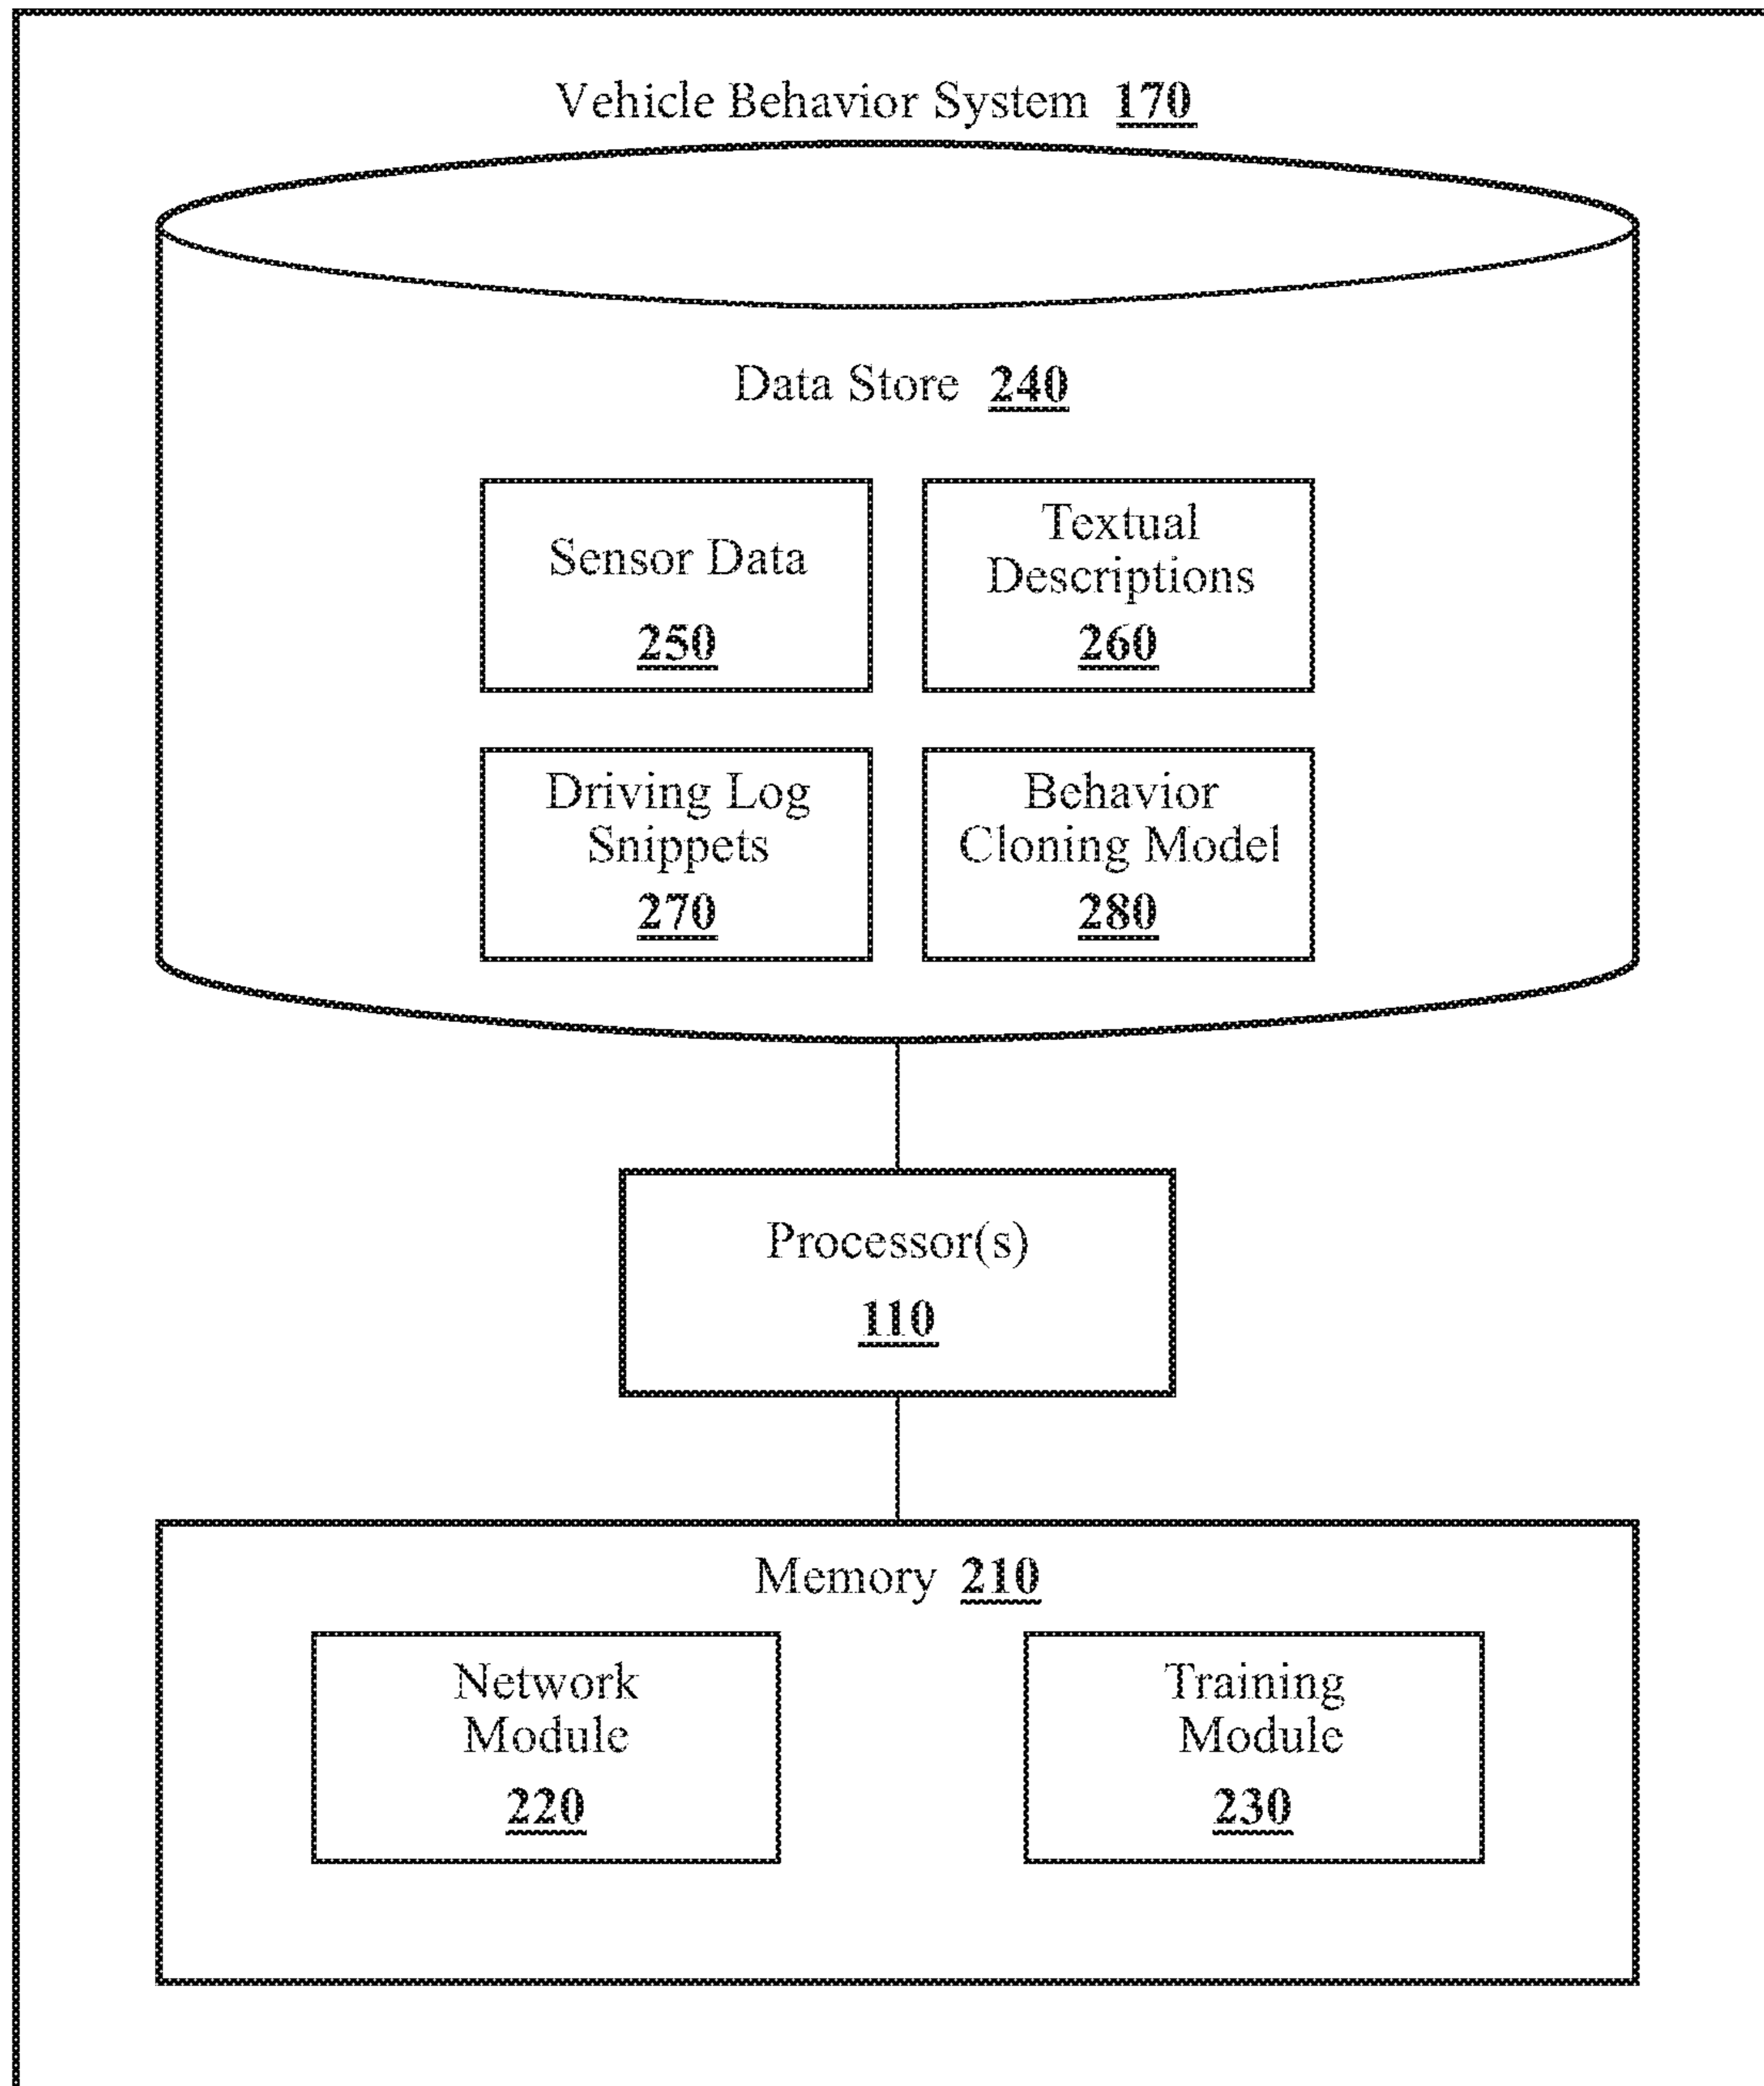 Vehicle Behavior System 170
Data Store 240
Sensor Data
250
Textual
Descriptions
260
Driving Log
Snippets
270
Behavior
Cloning Model
280
Processor(s)
110
Memory 210
Network
Module
220
Training
Module
230